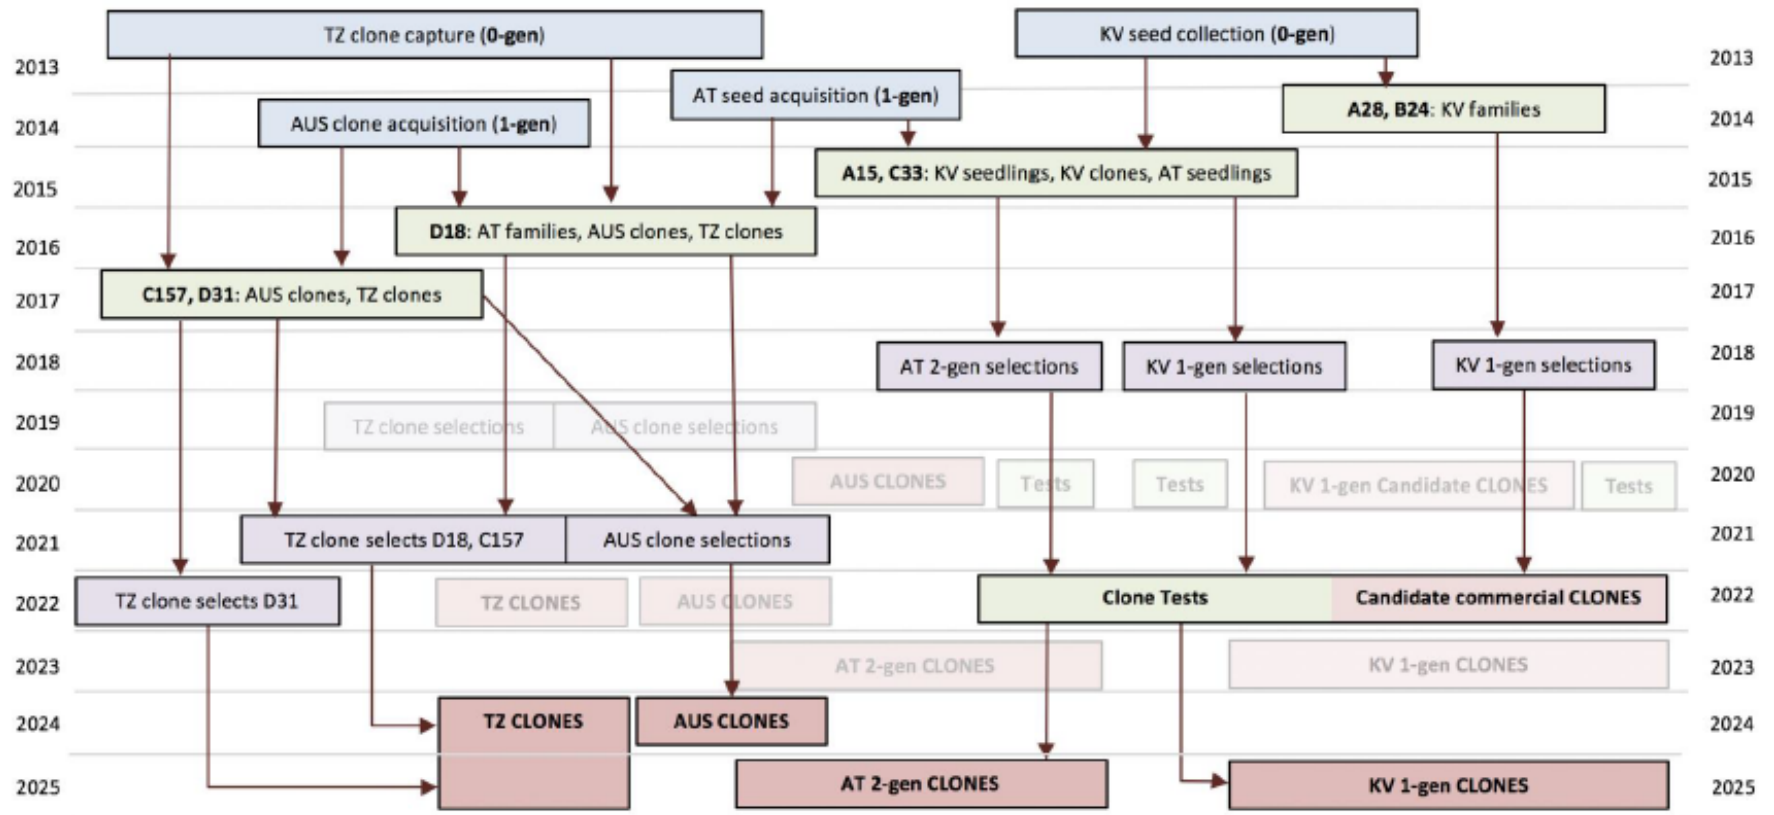 TZ clone capture (0-gen)
KV seed collection (0-gen)
2013
2013
AT seed acquisition (1-gen)
A28, B24: KV families
AUS clone acquisition (1-gen)
2014
2014
A15, C33: KV seedlings, KV clones, AT seedlings
2015
2015
D18: AT families, AUS clones, TZ clones
2016
2016
C157, D31: AUS clones, TZ clones
2017
2017
2018
AT 2-gen selections
KV 1-gen selections
KV 1-gen selections
2018
2019
TZ clone selections
AUS clone selections
2019
2020
AUS CLONES
Tests
Tests
KV 1-gen Candidate CLONES
Tests
2020
2021
TZ clone selects D18, C157
AUS clone selections
2021
2022
TZ clone selects D31
TZ CLONES
AUS CLONES
Clone Tests
Candidate commercial CLONES
2022
2023
AT 2-gen CLONES
KV 1-gen CLONES
2023
2024
TZ CLONES
AUS CLONES
2024
2025
AT 2-gen CLONES
KV 1-gen CLONES
2025